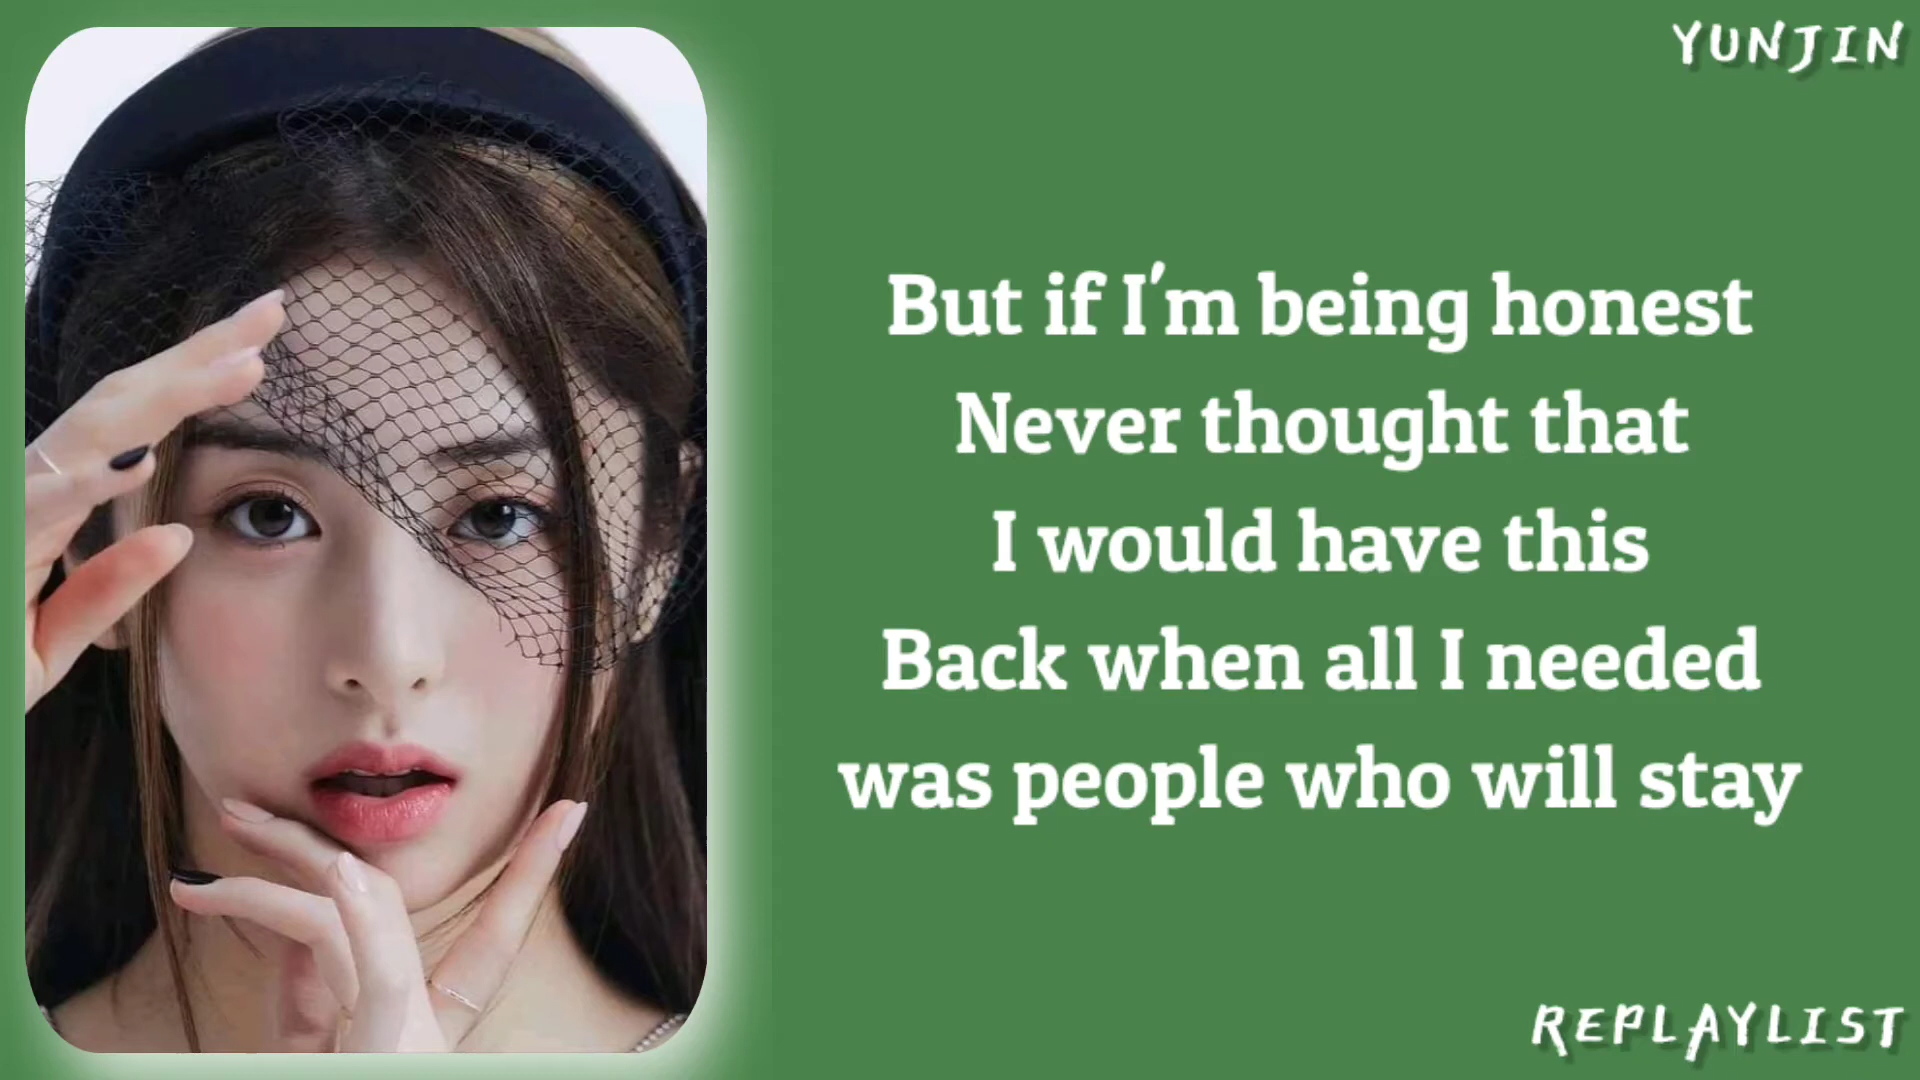 YUNJIN
But if I'm being honest
Never thought that
I would have this
Back when all I needed
was people who will stay
REPLAYLIST